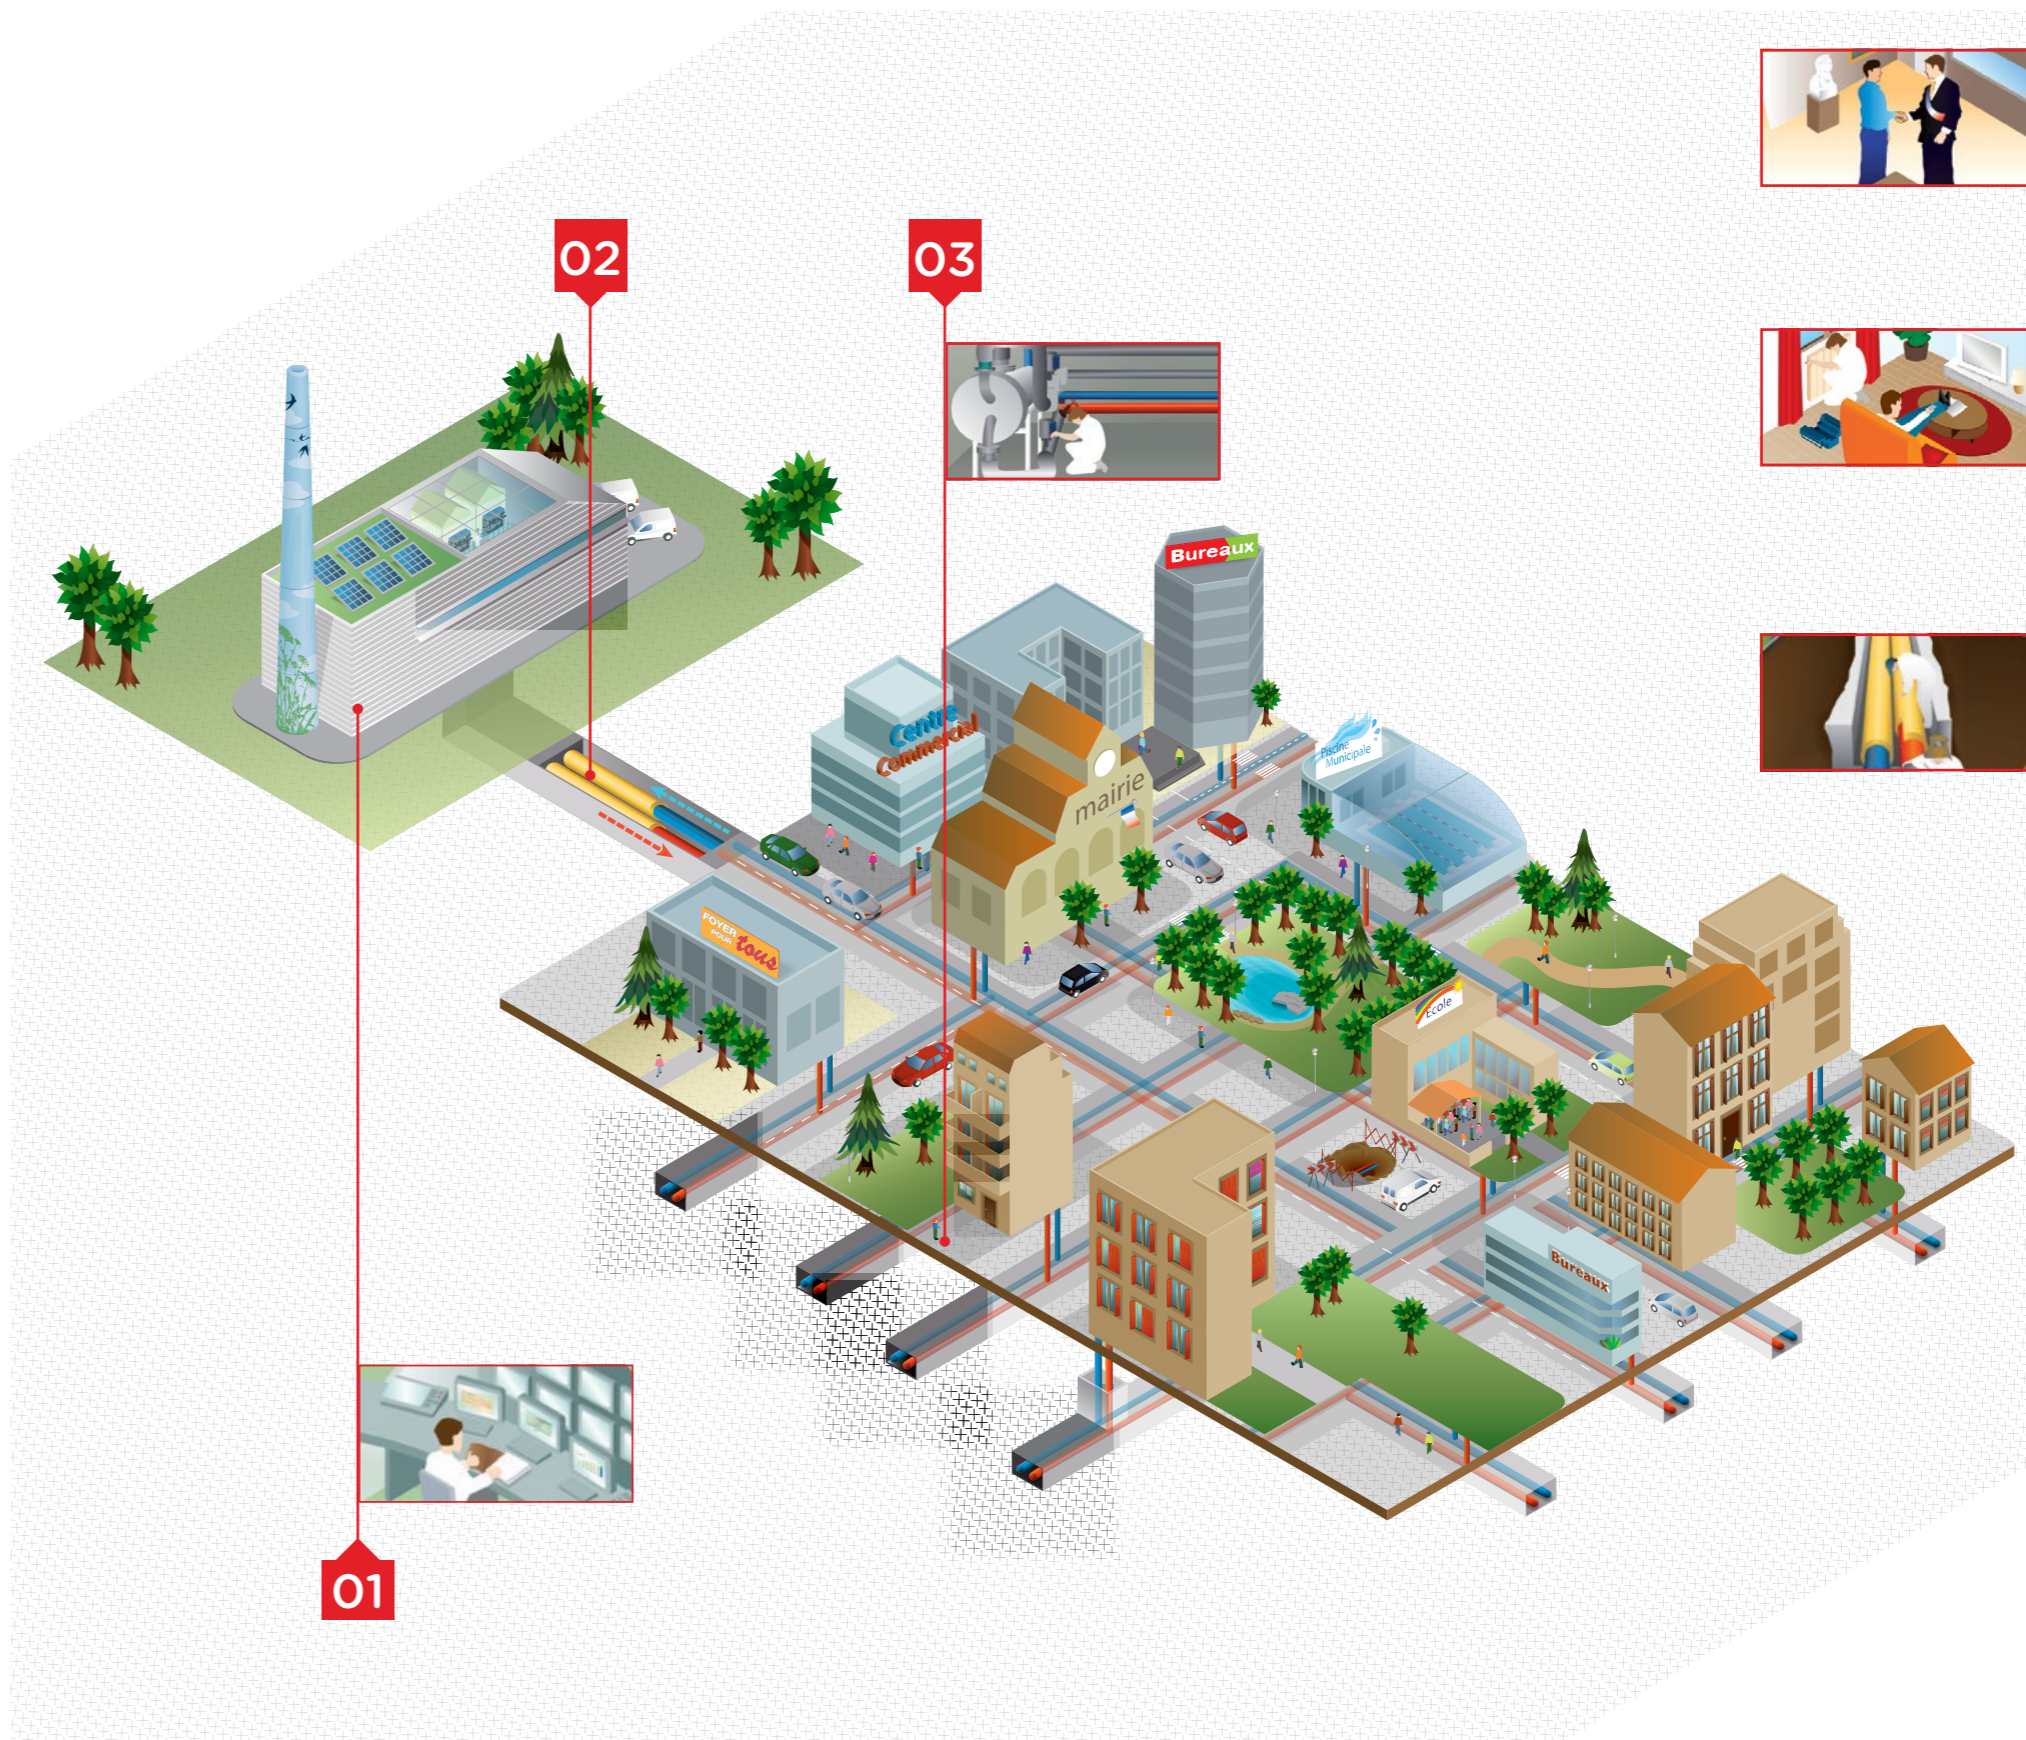 02
03
Bureaux
Centre
Commercial
Piscine
Municipale
mairie
FOYER
POUR
tous
Ecole
Bureaux
01